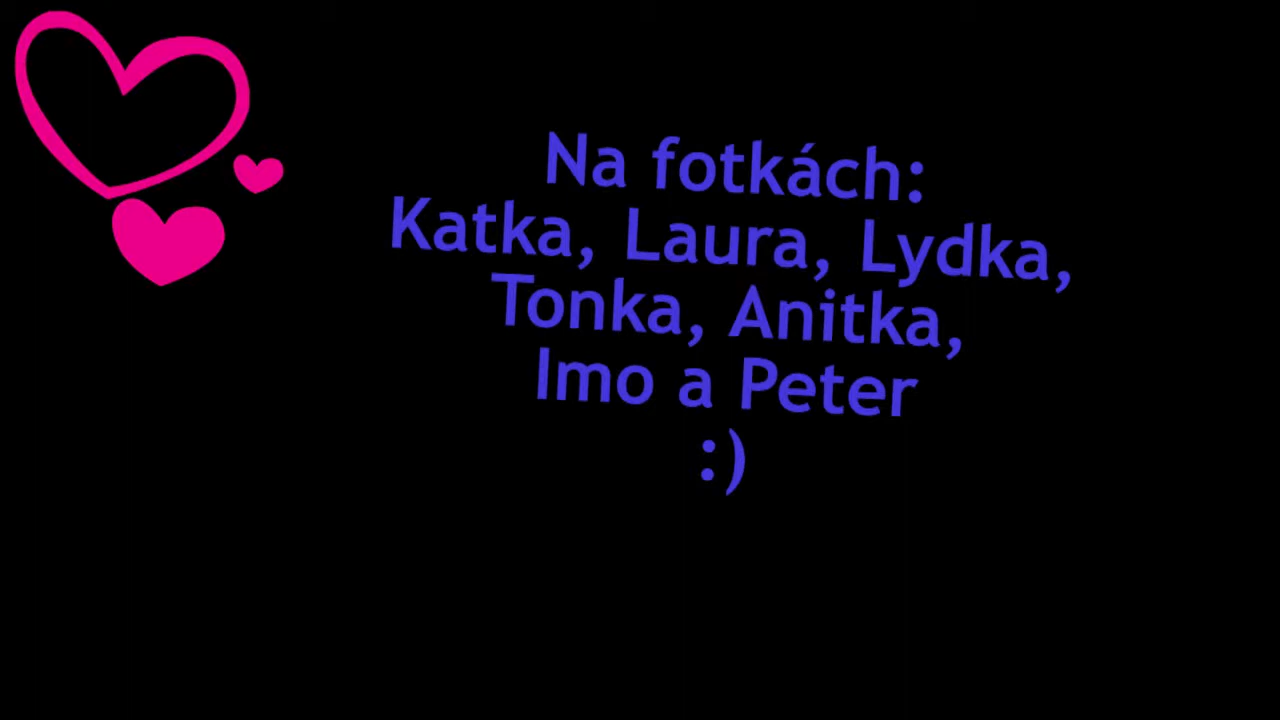 Na fotkách:
Katka, Laura, Lydka,
Tonka, Anitka,
Imo a Peter
:)